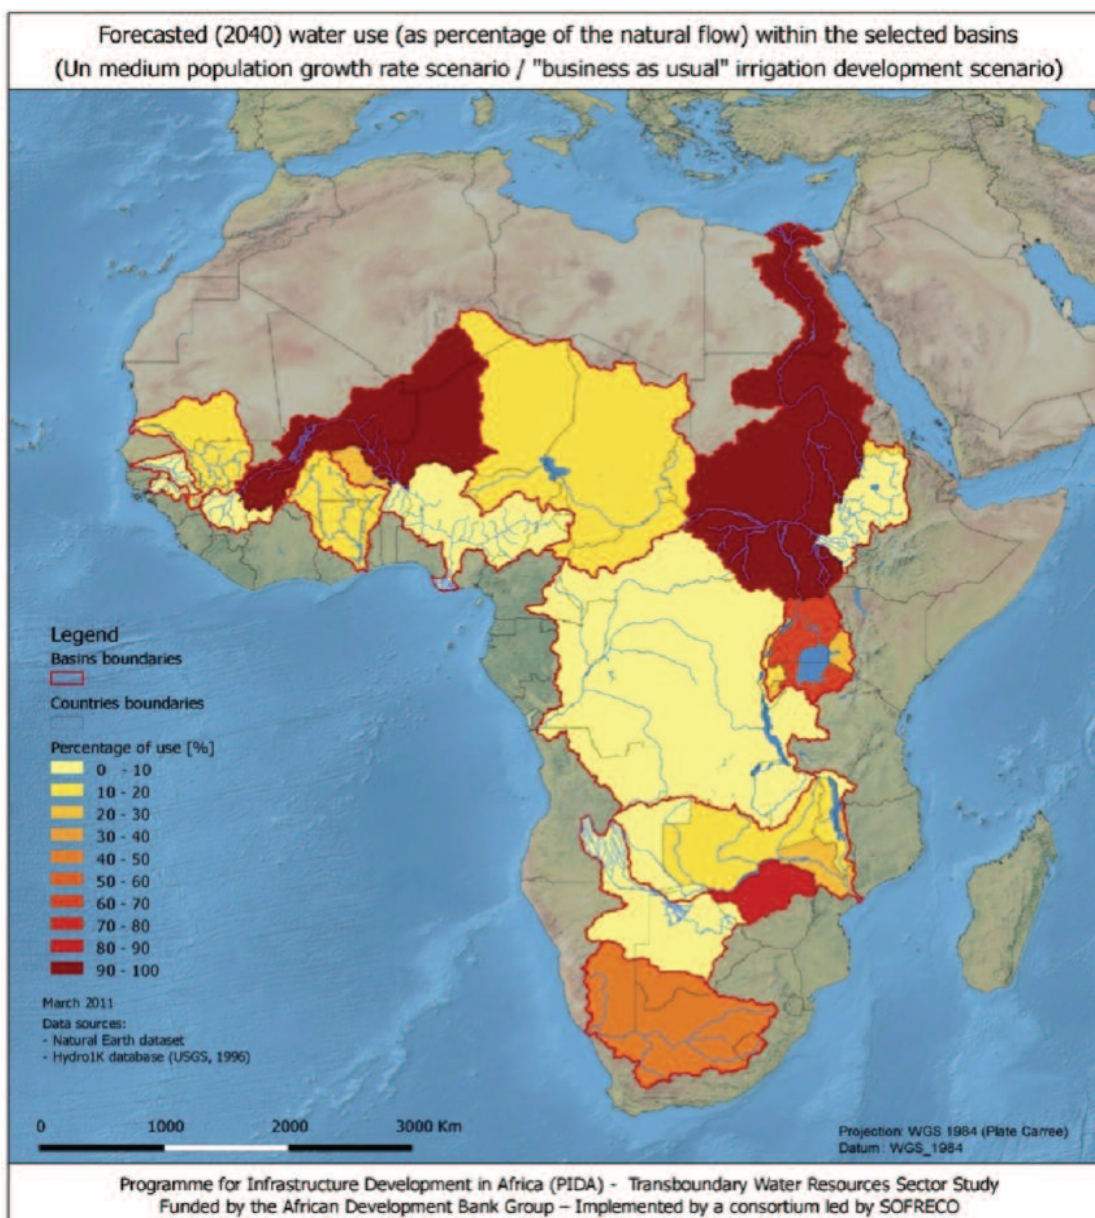 Forecasted (2040) water use (as percentage of the natural flow) within the selected basins
(Un medium population growth rate scenario / "business as usual" irrigation development scenario)
Legend
Basins boundaries
Countries boundaries
Percentage of use [%]
0 - 10
10 - 20
20 - 30
30 - 40
40 - 50
50 - 60
60 - 70
70 - 80
80 - 90
90 - 100
March 2011
Data sources:
- Natural Earth dataset
- Hydro1K database (USGS, 1996)
0 1000 2000 3000 Km
Projection: WGS 1984 (Plate Carree)
Datum : WGS_1984
Programme for Infrastructure Development in Africa (PIDA) - Transboundary Water Resources Sector Study
Funded by the African Development Bank Group – Implemented by a consortium led by SOFRECO